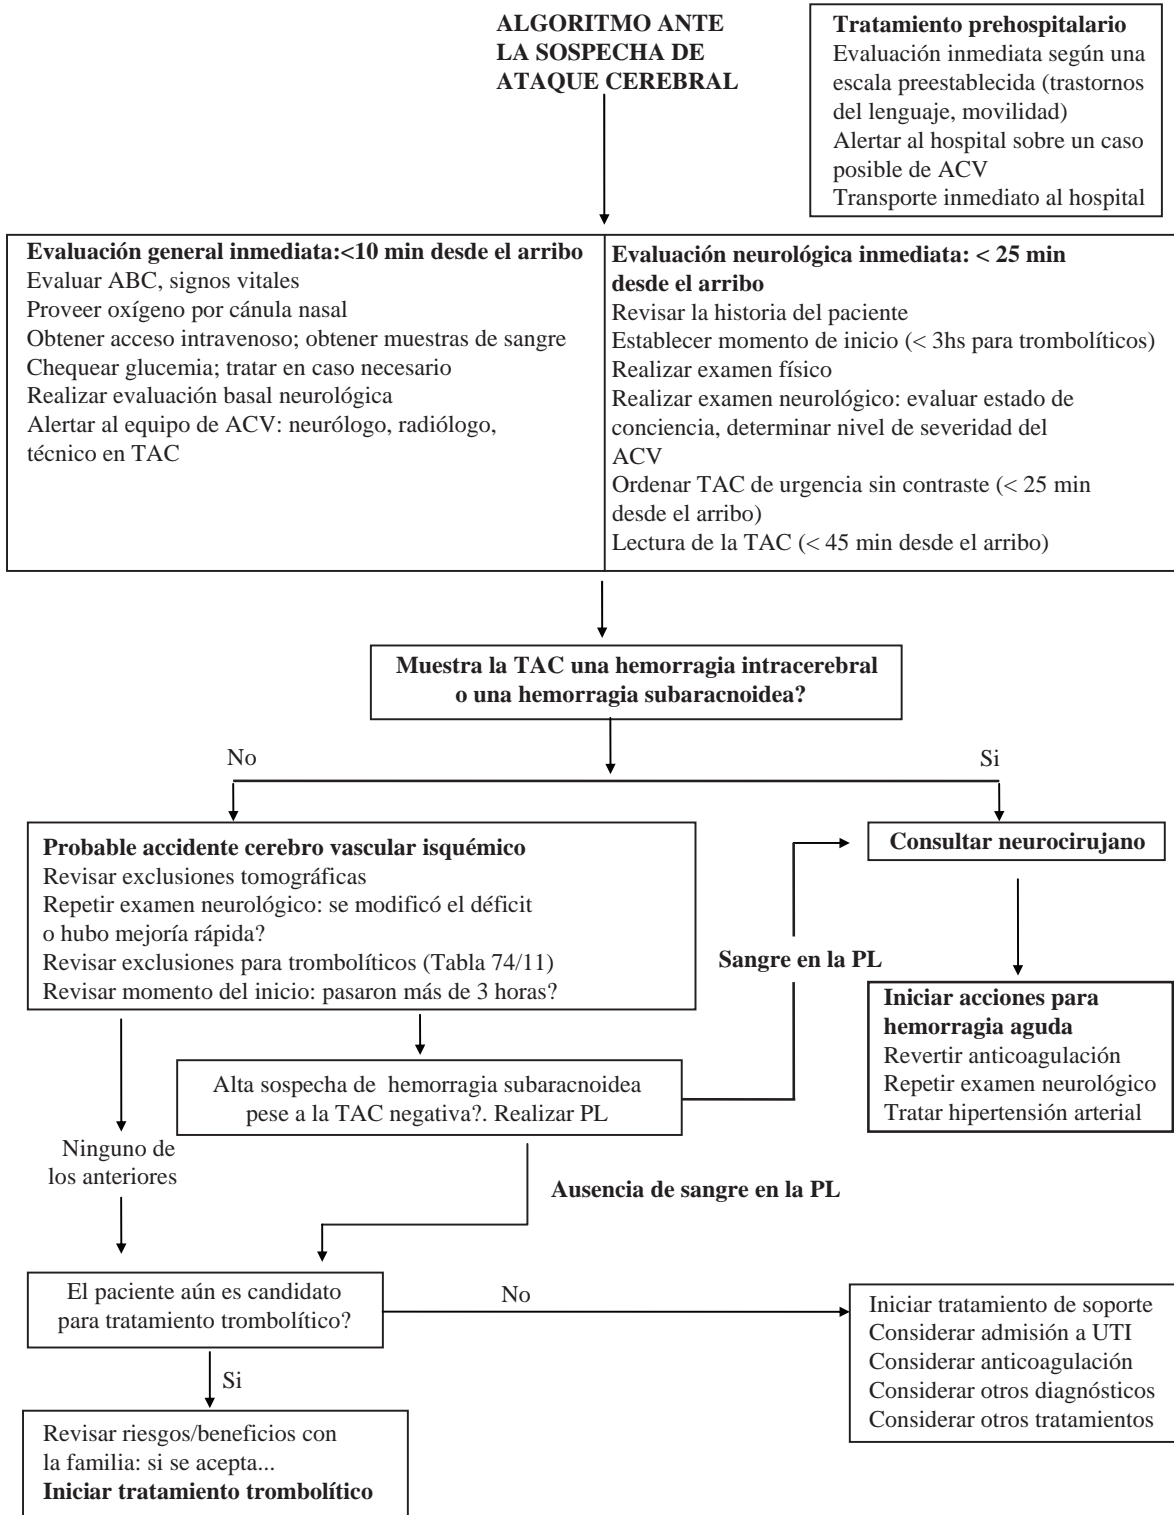 ALGORITMO ANTE
LA SOSPECHA DE
ATAQUE CEREBRAL
Tratamiento prehospitalario
Evaluación inmediata según una
escala preestablecida (trastornos
del lenguaje, movilidad)
Alertar al hospital sobre un caso
posible de ACV
Transporte inmediato al hospital
Evaluación general inmediata:<10 min desde el arribo
Evaluar ABC, signos vitales
Proveer oxígeno por cánula nasal
Obtener acceso intravenoso; obtener muestras de sangre
Chequear glucemia; tratar en caso necesario
Realizar evaluación basal neurológica
Alertar al equipo de ACV: neurólogo, radiólogo,
técnico en TAC
Evaluación neurológica inmediata: < 25 min
desde el arribo
Revisar la historia del paciente
Establecer momento de inicio (< 3hs para trombolíticos)
Realizar examen físico
Realizar examen neurológico: evaluar estado de
conciencia, determinar nivel de severidad del
ACV
Ordenar TAC de urgencia sin contraste (< 25 min
desde el arribo)
Lectura de la TAC (< 45 min desde el arribo)
Muestra la TAC una hemorragia intracerebral
o una hemorragia subaracnoidea?
No
Si
Probable accidente cerebro vascular isquémico
Revisar exclusiones tomográficas
Repetir examen neurológico: se modificó el déficit
o hubo mejoría rápida?
Revisar exclusiones para trombolíticos (Tabla 74/11)
Revisar momento del inicio: pasaron más de 3 horas?
Consultar neurocirujano
Sangre en la PL
Iniciar acciones para
hemorragia aguda
Revertir anticoagulación
Repetir examen neurológico
Tratar hipertensión arterial
Alta sospecha de hemorragia subaracnoidea
pese a la TAC negativa?. Realizar PL
Ninguno de
los anteriores
Ausencia de sangre en la PL
El paciente aún es candidato
para tratamiento trombolítico?
No
Iniciar tratamiento de soporte
Considerar admisión a UTI
Considerar anticoagulación
Considerar otros diagnósticos
Considerar otros tratamientos
Si
Revisar riesgos/beneficios con
la familia: si se acepta...
Iniciar tratamiento trombolítico